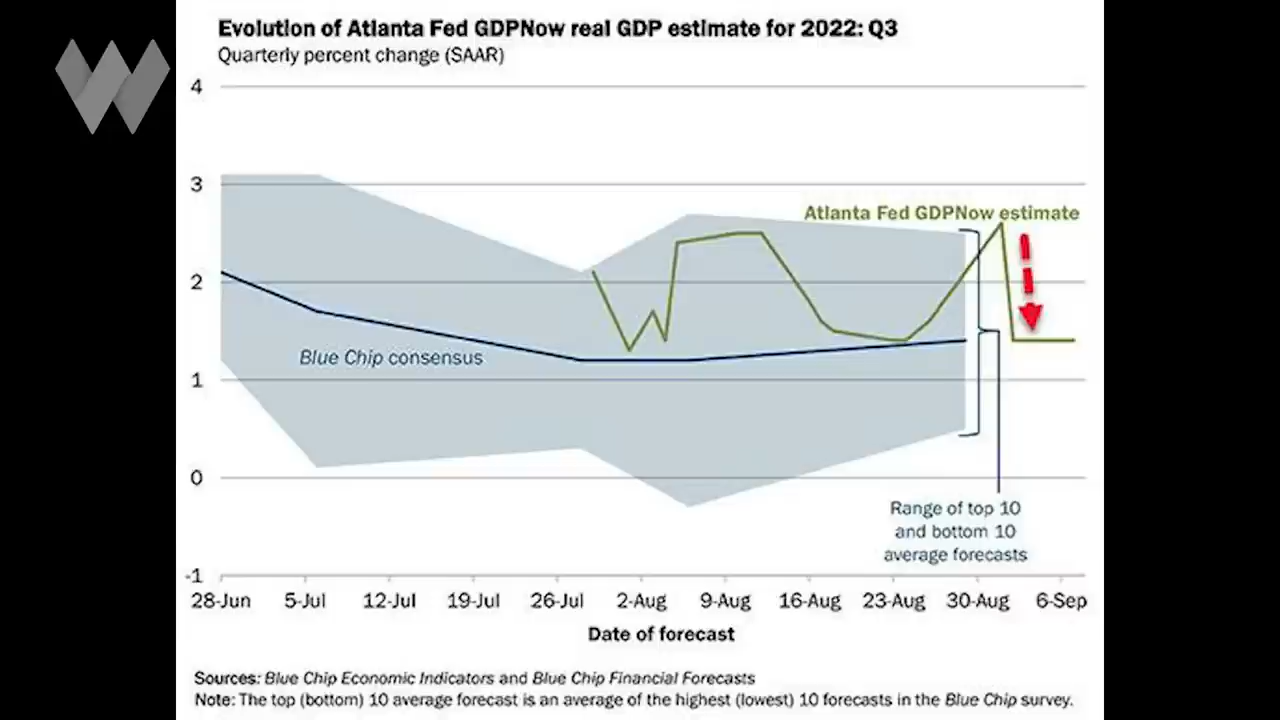 Evolution of Atlanta Fed GDPNow real GDP estimate for 2022: Q3
Quarterly percent change (SAAR)
4
3
Atlanta Fed GDPNow estimate
2
Blue Chip consensus
1
0
Range of top 10
and bottom 10
average forecasts
-1
28-Jun 5-Jul 12-Jul 19-Jul 26-Jul 2-Aug 9-Aug 16-Aug 23-Aug 30-Aug 6-Sep
Date of forecast
Sources: Blue Chip Economic Indicators and Blue Chip Financial Forecasts
Note: The top (bottom) 10 average forecast is an average of the highest (lowest) 10 forecasts in the Blue Chip survey.